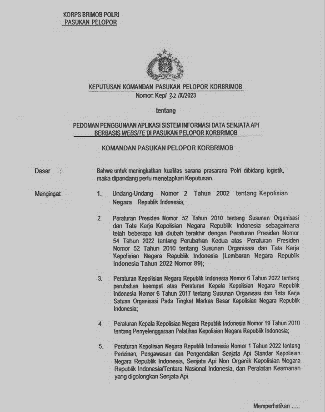 KORPS BRIMOB POLRI
PASUKAN PELOPOR
KEPUTUSAN KOMANDAN PASUKAN PELOPOR KORBRIMOB
Nomor: Kep/ 32 /X/2023
tentang
PEDOMAN PENGGUNAAN APLIKASI SISTEM INFORMASI DATA SENJATA API
BERBASIS WEBSITE DI PASUKAN PELOPOR KORBRIMOB
KOMANDAN PASUKAN PELOPOR KORBRIMOB
Dasar : Bahwa untuk meningkatkan kualitas sarana prasarana Polri dibidang logistik,
maka dipandang perlu menetapkan Keputusan.
Mengingat : 1. Undang-Undang Nomor 2 Tahun 2002 tentang Kepolisian
Negara Republik Indonesia;
2. Peraturan Presiden Nomor 52 Tahun 2010 tentang Susunan Organisasi
dan Tata Kerja Kepolisian Negara Republik Indonesia sebagaimana
telah beberapa kali diubah terakhir dengan Peraturan Presiden Nomor
54 Tahun 2022 tentang Perubahan Kedua atas Peraturan Presiden
Nomor 52 Tahun 2010 tentang Susunan Organisasi dan Tata Kerja
Kepolisian Negara Republik Indonesia (Lembaran Negara Republik
Indonesia Tahun 2022 Nomor 89);
3. Peraturan Kepolisian Negara Republik Indonesia Nomor 6 Tahun 2022 tentang
perubahan keempat atas Peraturan Kepala Kepolisian Negara Republik
Indonesia Nomor 6 Tahun 2017 tentang Susunan Organisasi dan Tata Kerja
Satuan Organisasi Pada Tingkat Markas Besar Kepolisian Negara Republik
Indonesia;
4. Peraturan Kepala Kepolisian Negara Republik Indonesia Nomor 19 Tahun 2010
tentang Penyelenggaraan Pelatihan Kepolisian Negara Republik Indonesia;
5. Peraturan Kepolisian Negara Republik Indonesia Nomor 1 Tahun 2022 tentang
Perizinan, Pengawasan dan Pengendalian Senjata Api Standar Kepolisian
Negara Republik Indonesia, Senjata Api Non Organik Kepolisian Negara
Republik Indonesia/Tentara Nasional Indonesia, dan Peralatan Keamanan
yang digolongkan Senjata Api
Memperhatikan .....